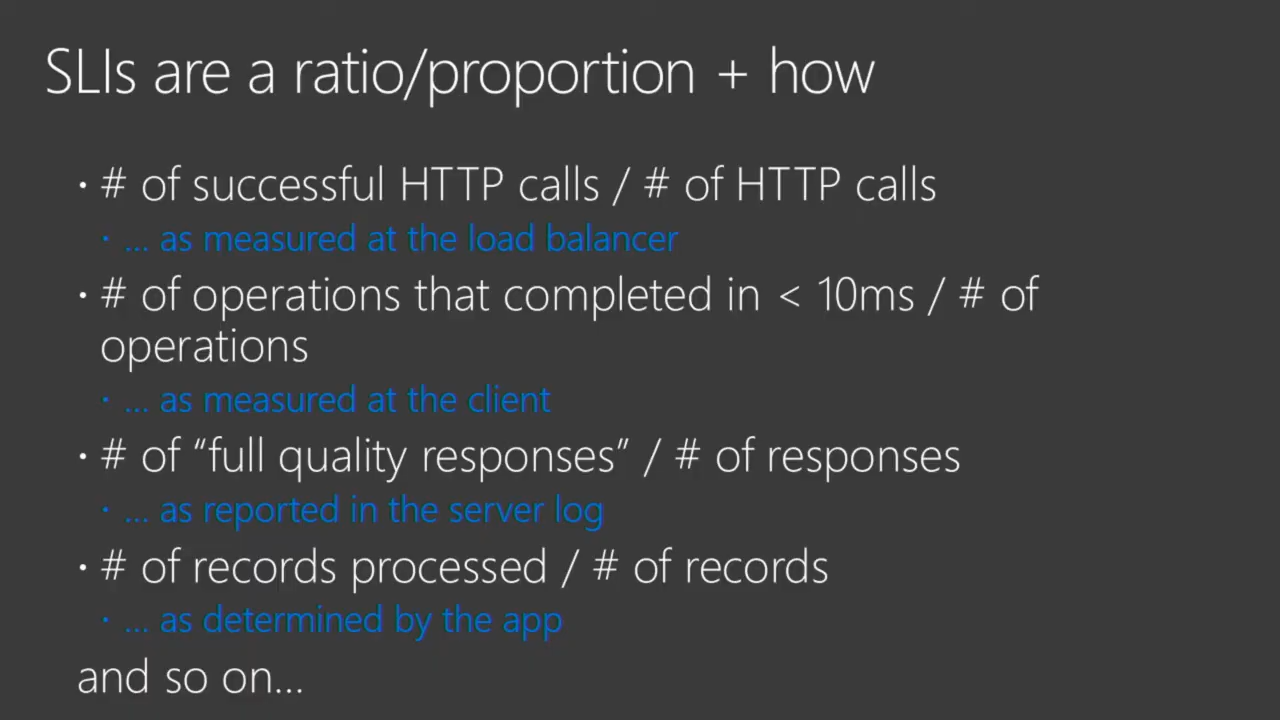 SLIs are a ratio/proportion + how
· # of successful HTTP calls / # of HTTP calls
· ... as measured at the load balancer
· # of operations that completed in < 10ms / # of
operations
· ... as measured at the client
· # of “full quality responses” / # of responses
· ... as reported in the server log
· # of records processed / # of records
· ... as determined by the app
and so on...